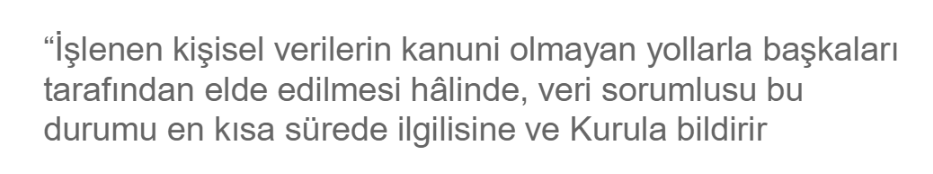 “İşlenen kişisel verilerin kanuni olmayan yollarla başkaları
tarafından elde edilmesi hâlinde, veri sorumlusu bu
durumu en kısa sürede ilgilisine ve Kurula bildirir